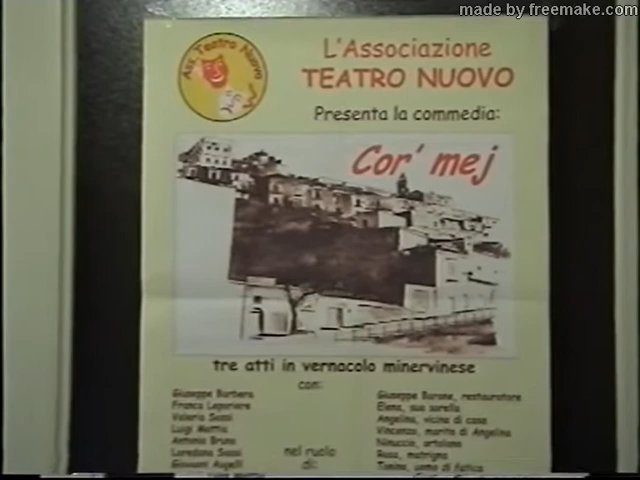 made by freemake.com
Ass. Teatro Nuovo
L'Associazione
TEATRO NUOVO
Presenta la commedia:
Cor' mej
tre atti in vernacolo minervinese
con:
Giuseppe Barbera
Franca Leporiere
Valeria Sassi
Luigi Mattia
Antonio Bruno
Loredana Sassi
Giovanni Augelli
nel ruolo
di:
Giuseppe Barone, restauratore
Elena, sua sorella
Angelina, vicina di casa
Vincenzo, marito di Angelina
Ninuccio, ortolano
Rosa, matrigna
Tonino, uomo di fatica